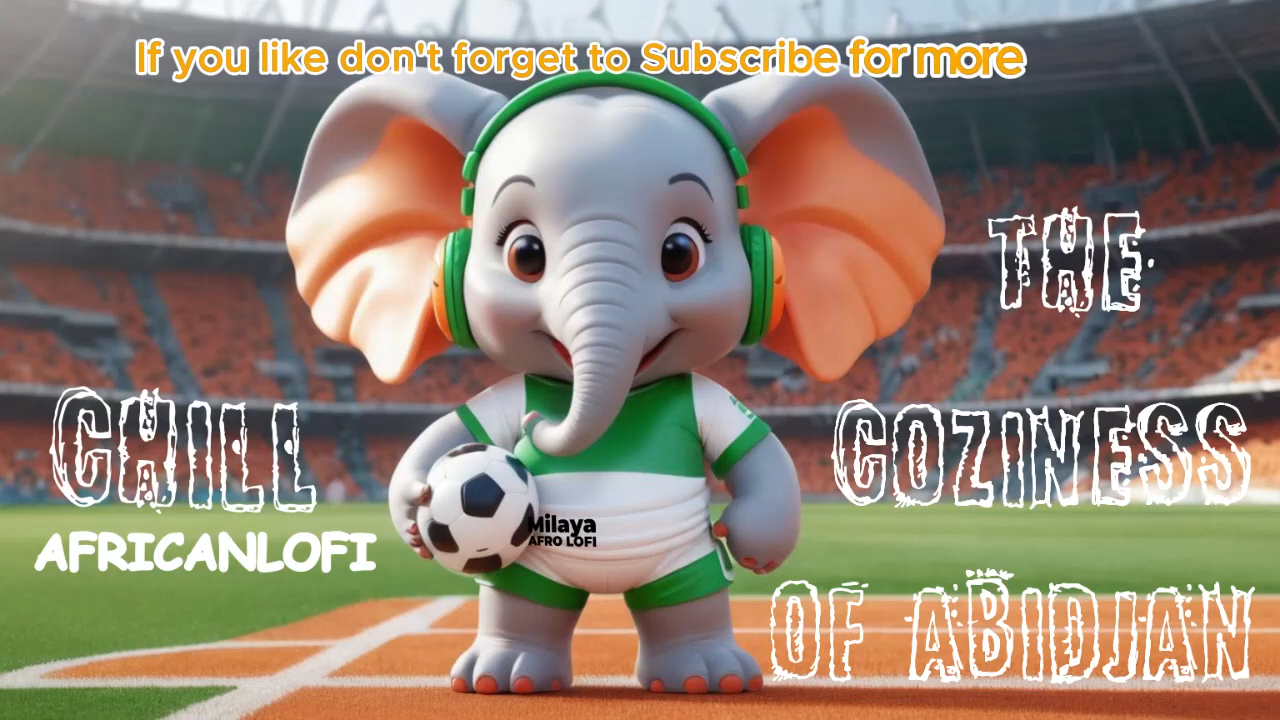 If you like don't forget to Subscribe for more
THE
CHILL
COZINESS
AFRICANLOFI
Milaya
AFRO LOFI
OF ABIDJAN